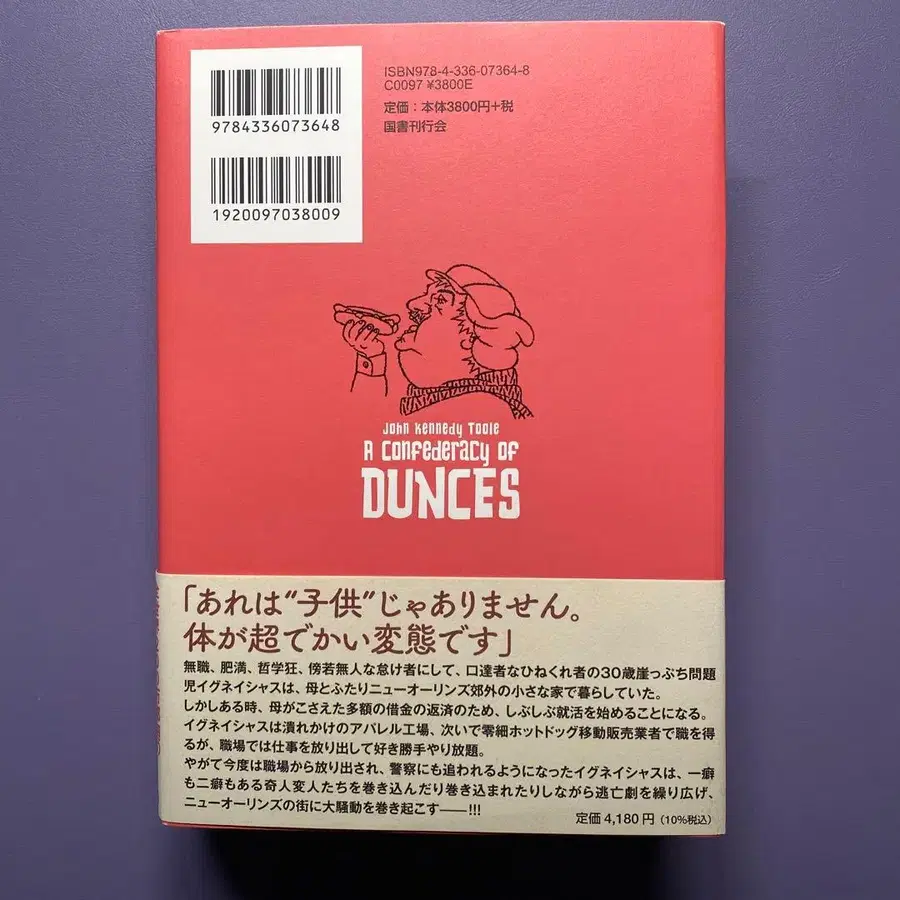 ISBN978-4-336-07364-8
C0097 ¥3800E
定価：本体3800円+税
国書刊行会
9784336073648
1920097038009
John Kennedy Toole
A Confederacy of
DUNCES
「あれは“子供”じゃありません。
体が超でかい変態です」
無職、肥満、哲学狂、傍若無人な怠け者にして、口達者なひねくれ者の30歳崖っぷち問題
児イグネイシャスは、母とふたりニューオーリンズ郊外の小さな家で暮らしていた。
しかしある時、母がこさえた多額の借金の返済のため、しぶしぶ就活を始めることになる。
イグネイシャスは潰れかけのアパレル工場、次いで零細ホットドッグ移動販売業者で職を得
るが、職場では仕事を放り出して好き勝手やり放題。
やがて今度は職場から放り出され、警察にも追われるようになったイグネイシャスは、一癖
も二癖もある奇人変人たちを巻き込んだり巻き込まれたりしながら逃亡劇を繰り広げ、
ニューオーリンズの街に大騒動を巻き起こす――!!!
定価 4,180 円（10%税込）